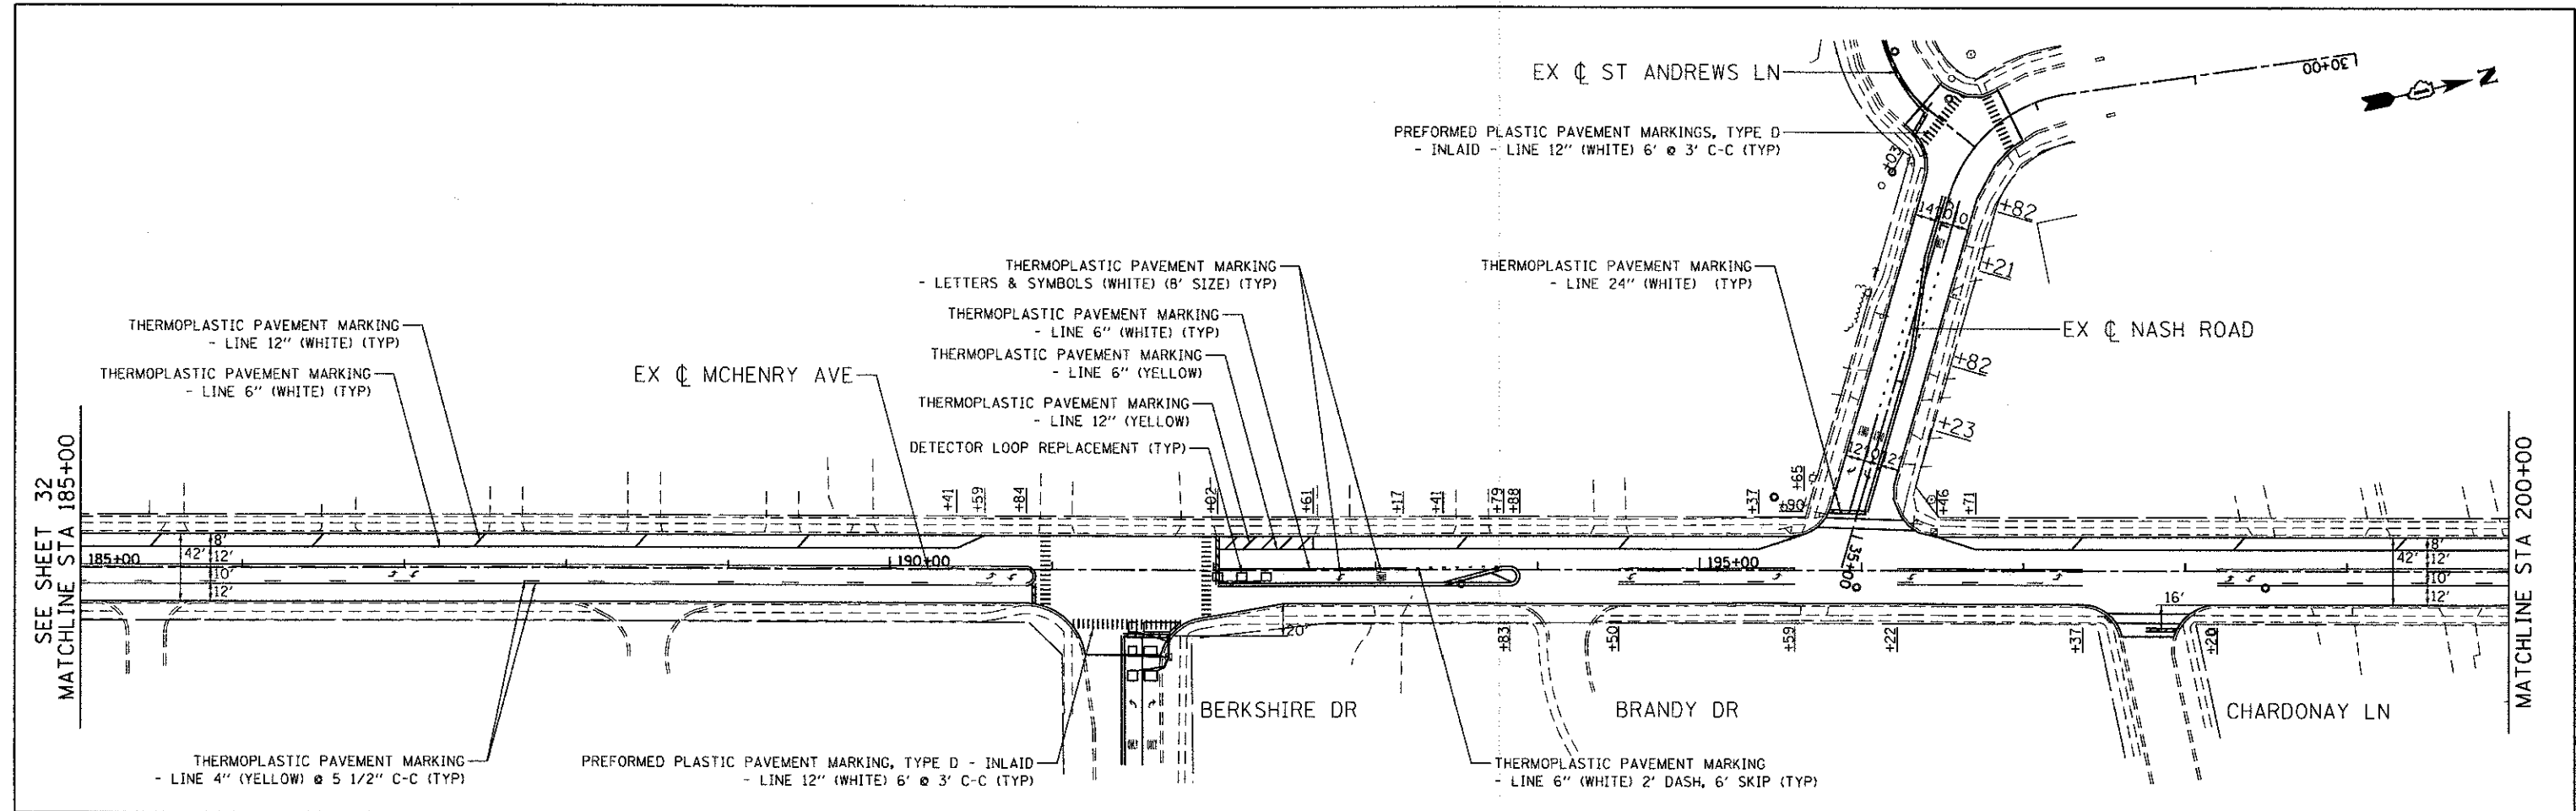 EX ℄ ST ANDREWS LN
30+00
N
PREFORMED PLASTIC PAVEMENT MARKINGS, TYPE D
- INLAID - LINE 12" (WHITE) 6' @ 3' C-C (TYP)
+03
+82
+21
+82
+23
THERMOPLASTIC PAVEMENT MARKING
- LETTERS & SYMBOLS (WHITE) (8' SIZE) (TYP)
THERMOPLASTIC PAVEMENT MARKING
- LINE 24" (WHITE) (TYP)
THERMOPLASTIC PAVEMENT MARKING
- LINE 6" (WHITE) (TYP)
THERMOPLASTIC PAVEMENT MARKING
- LINE 12" (WHITE) (TYP)
EX ℄ NASH ROAD
THERMOPLASTIC PAVEMENT MARKING
- LINE 6" (YELLOW)
THERMOPLASTIC PAVEMENT MARKING
- LINE 6" (WHITE) (TYP)
EX ℄ MCHENRY AVE
THERMOPLASTIC PAVEMENT MARKING
- LINE 12" (YELLOW)
DETECTOR LOOP REPLACEMENT (TYP)
SEE SHEET 32
MATCHLINE STA 185+00
MATCHLINE STA 200+00
+41
+59
+84
+02
+61
+17
+41
+79
+88
+37
+65
+90
+46
+71
185+00
190+00
195+00
35+00
42'
8'
12'
10'
12'
42'
8'
12'
10'
12'
20'
16'
+83
+50
+59
+22
+37
+20
BERKSHIRE DR
BRANDY DR
CHARDONAY LN
THERMOPLASTIC PAVEMENT MARKING
- LINE 4" (YELLOW) @ 5 1/2" C-C (TYP)
PREFORMED PLASTIC PAVEMENT MARKING, TYPE D - INLAID
- LINE 12" (WHITE) 6' @ 3' C-C (TYP)
THERMOPLASTIC PAVEMENT MARKING
- LINE 6" (WHITE) 2' DASH, 6' SKIP (TYP)